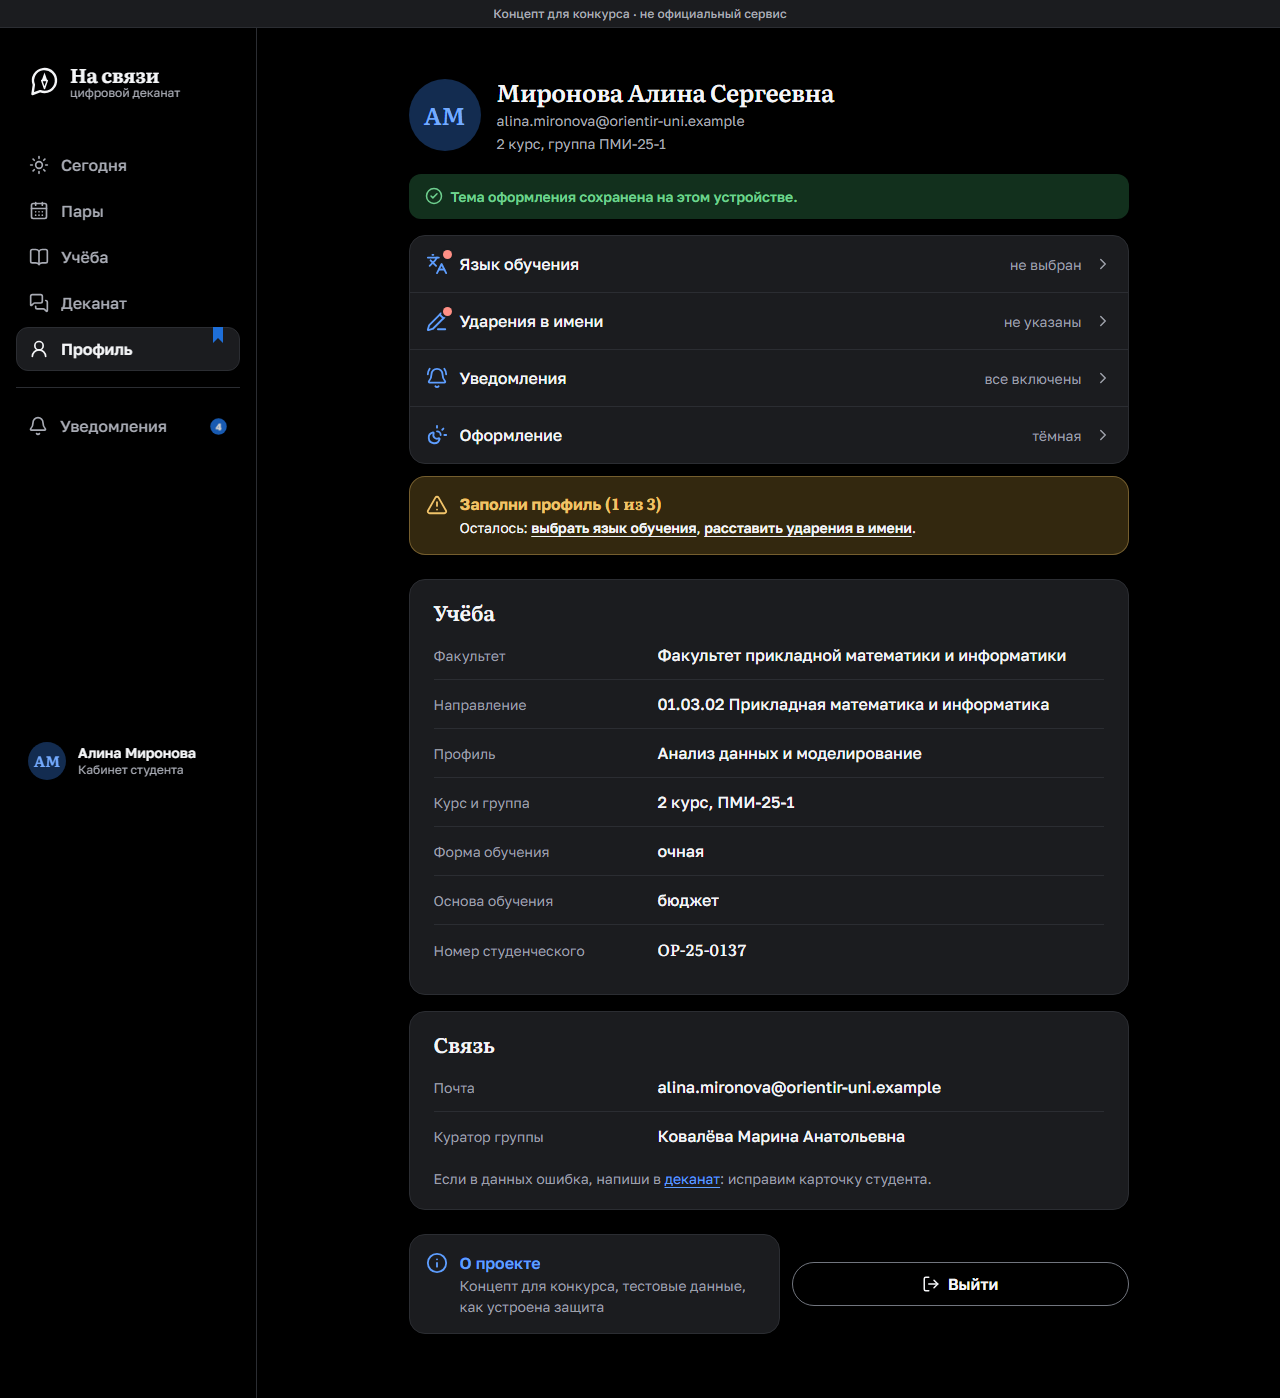 Концепт для конкурса · не официальный сервис
На связи
цифровой деканат
Сегодня
Пары
Учёба
Деканат
Профиль
Уведомления
4
АМ
Алина Миронова
Кабинет студента
АМ
Миронова Алина Сергеевна
alina.mironova@orientir-uni.example
2 курс, группа ПМИ-25-1
Тема оформления сохранена на этом устройстве.
Язык обучения
не выбран
Ударения в имени
не указаны
Уведомления
все включены
Оформление
тёмная
Заполни профиль (1 из 3)
Осталось: выбрать язык обучения, расставить ударения в имени.
Учёба
Факультет
Факультет прикладной математики и информатики
Направление
01.03.02 Прикладная математика и информатика
Профиль
Анализ данных и моделирование
Курс и группа
2 курс, ПМИ-25-1
Форма обучения
очная
Основа обучения
бюджет
Номер студенческого
ОР-25-0137
Связь
Почта
alina.mironova@orientir-uni.example
Куратор группы
Ковалёва Марина Анатольевна
Если в данных ошибка, напиши в деканат: исправим карточку студента.
О проекте
Концепт для конкурса, тестовые данные,
как устроена защита
Выйти